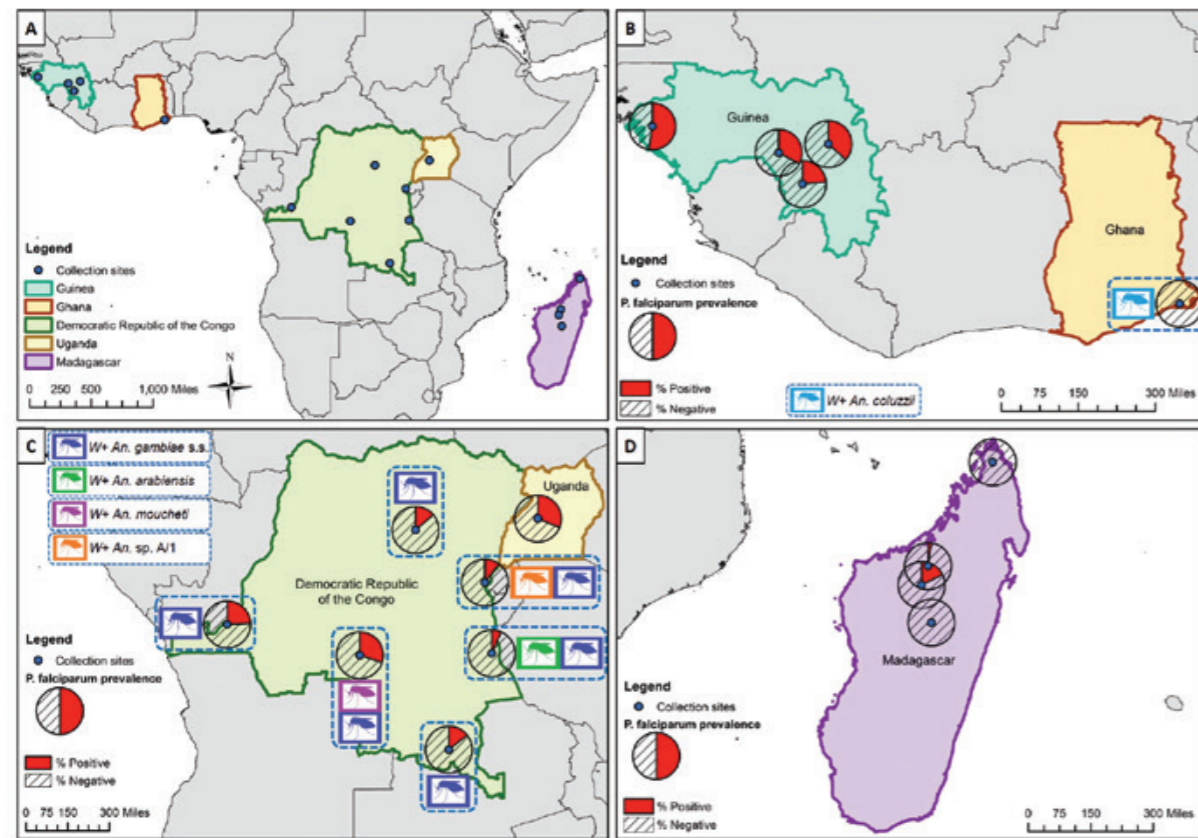 A
Legend
Collection sites
Guinea
Ghana
Democratic Republic of the Congo
Uganda
Madagascar
N
0 250 500 1,000 Miles
B
Guinea
Ghana
Legend
Collection sites
P. falciparum prevalence
% Positive
% Negative
W+ An. coluzzii
0 75 150 300 Miles
C
W+ An. gambiae s.s.
W+ An. arabiensis
W+ An. moucheti
W+ An. sp. A/1
Uganda
Democratic Republic
of the Congo
Legend
Collection sites
P. falciparum prevalence
% Positive
% Negative
0 75 150 300 Miles
D
Madagascar
Legend
Collection sites
P. falciparum prevalence
% Positive
% Negative
0 75 150 300 Miles